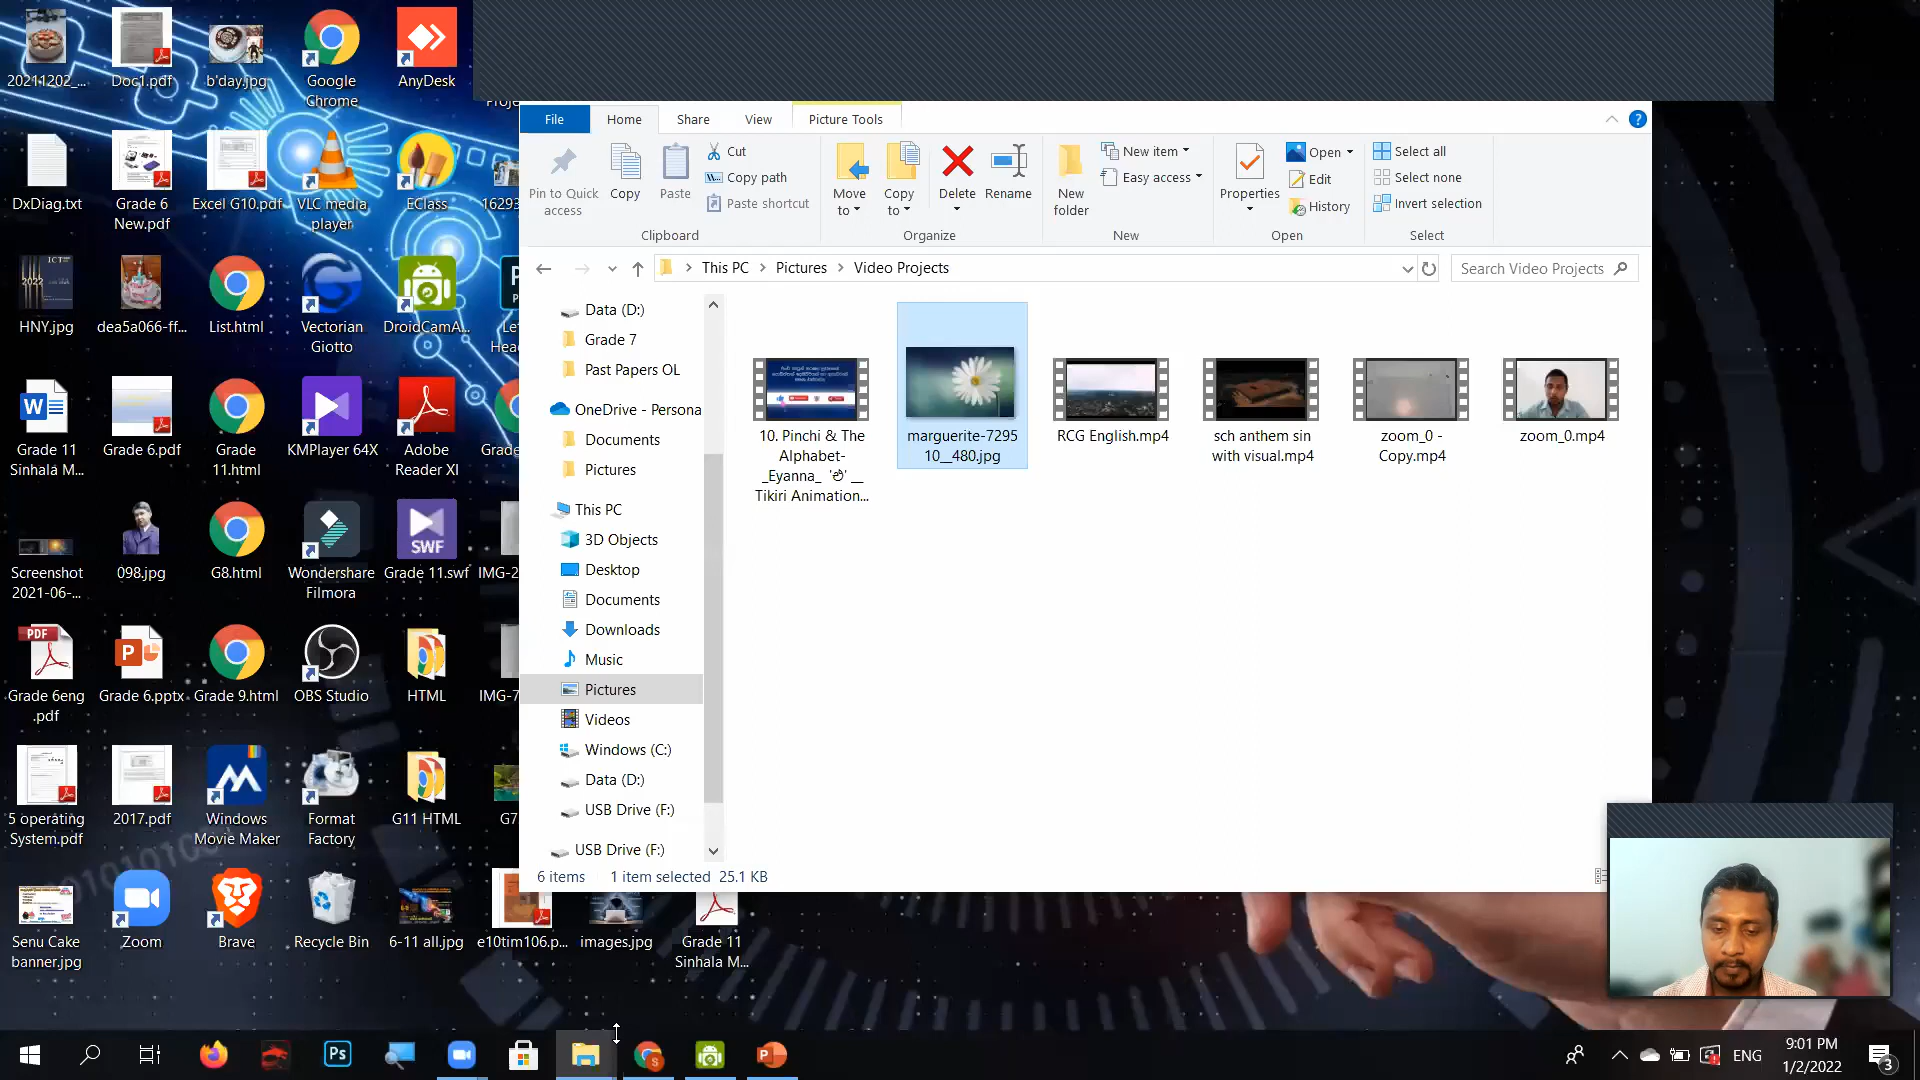 20211202_...
Doc1.pdf
b'day.jpg
Google
Chrome
AnyDesk
Proje
DxDiag.txt
Grade 6
New.pdf
Excel G10.pdf
VLC media
player
EClass
16293
HNY.jpg
dea5a066-ff...
List.html
Vectorian
Giotto
DroidCamA...
Let
Head
Grade 11
Sinhala M...
Grade 6.pdf
Grade
11.html
KMPlayer 64X
Adobe
Reader XI
Grade
Screenshot
2021-06-...
098.jpg
G8.html
Wondershare
Filmora
SWF
Grade 11.swf
IMG-2
PDF
Grade 6eng
.pdf
Grade 6.pptx
Grade 9.html
OBS Studio
HTML
IMG-7
5 operating
System.pdf
2017.pdf
Windows
Movie Maker
Format
Factory
G11 HTML
G7
Senu Cake
banner.jpg
Zoom
Brave
Recycle Bin
6-11 all.jpg
e10tim106.p...
images.jpg
Grade 11
Sinhala M...
File
Home
Share
View
Picture Tools
Pin to Quick
access
Copy
Paste
Cut
Copy path
Paste shortcut
Clipboard
Move
to
Copy
to
Delete
Rename
Organize
New
folder
New item
Easy access
New
Properties
Open
Edit
History
Open
Select all
Select none
Invert selection
Select
This PC
Pictures
Video Projects
Search Video Projects
Data (D:)
Grade 7
Past Papers OL
OneDrive - Persona
Documents
Pictures
This PC
3D Objects
Desktop
Documents
Downloads
Music
Pictures
Videos
Windows (C:)
Data (D:)
USB Drive (F:)
USB Drive (F:)
10. Pinchi & The
Alphabet-
_Eyanna_ 'ඒ' __
Tikiri Animation...
marguerite-7295
10__480.jpg
RCG English.mp4
sch anthem sin
with visual.mp4
zoom_0 -
Copy.mp4
zoom_0.mp4
6 items
1 item selected 25.1 KB
Ps
ENG
9:01 PM
1/2/2022
3